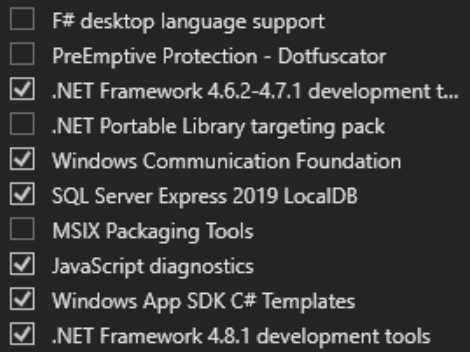 F# desktop language support
PreEmptive Protection - Dotfuscator
.NET Framework 4.6.2-4.7.1 development t...
.NET Portable Library targeting pack
Windows Communication Foundation
SQL Server Express 2019 LocalDB
MSIX Packaging Tools
JavaScript diagnostics
Windows App SDK C# Templates
.NET Framework 4.8.1 development tools